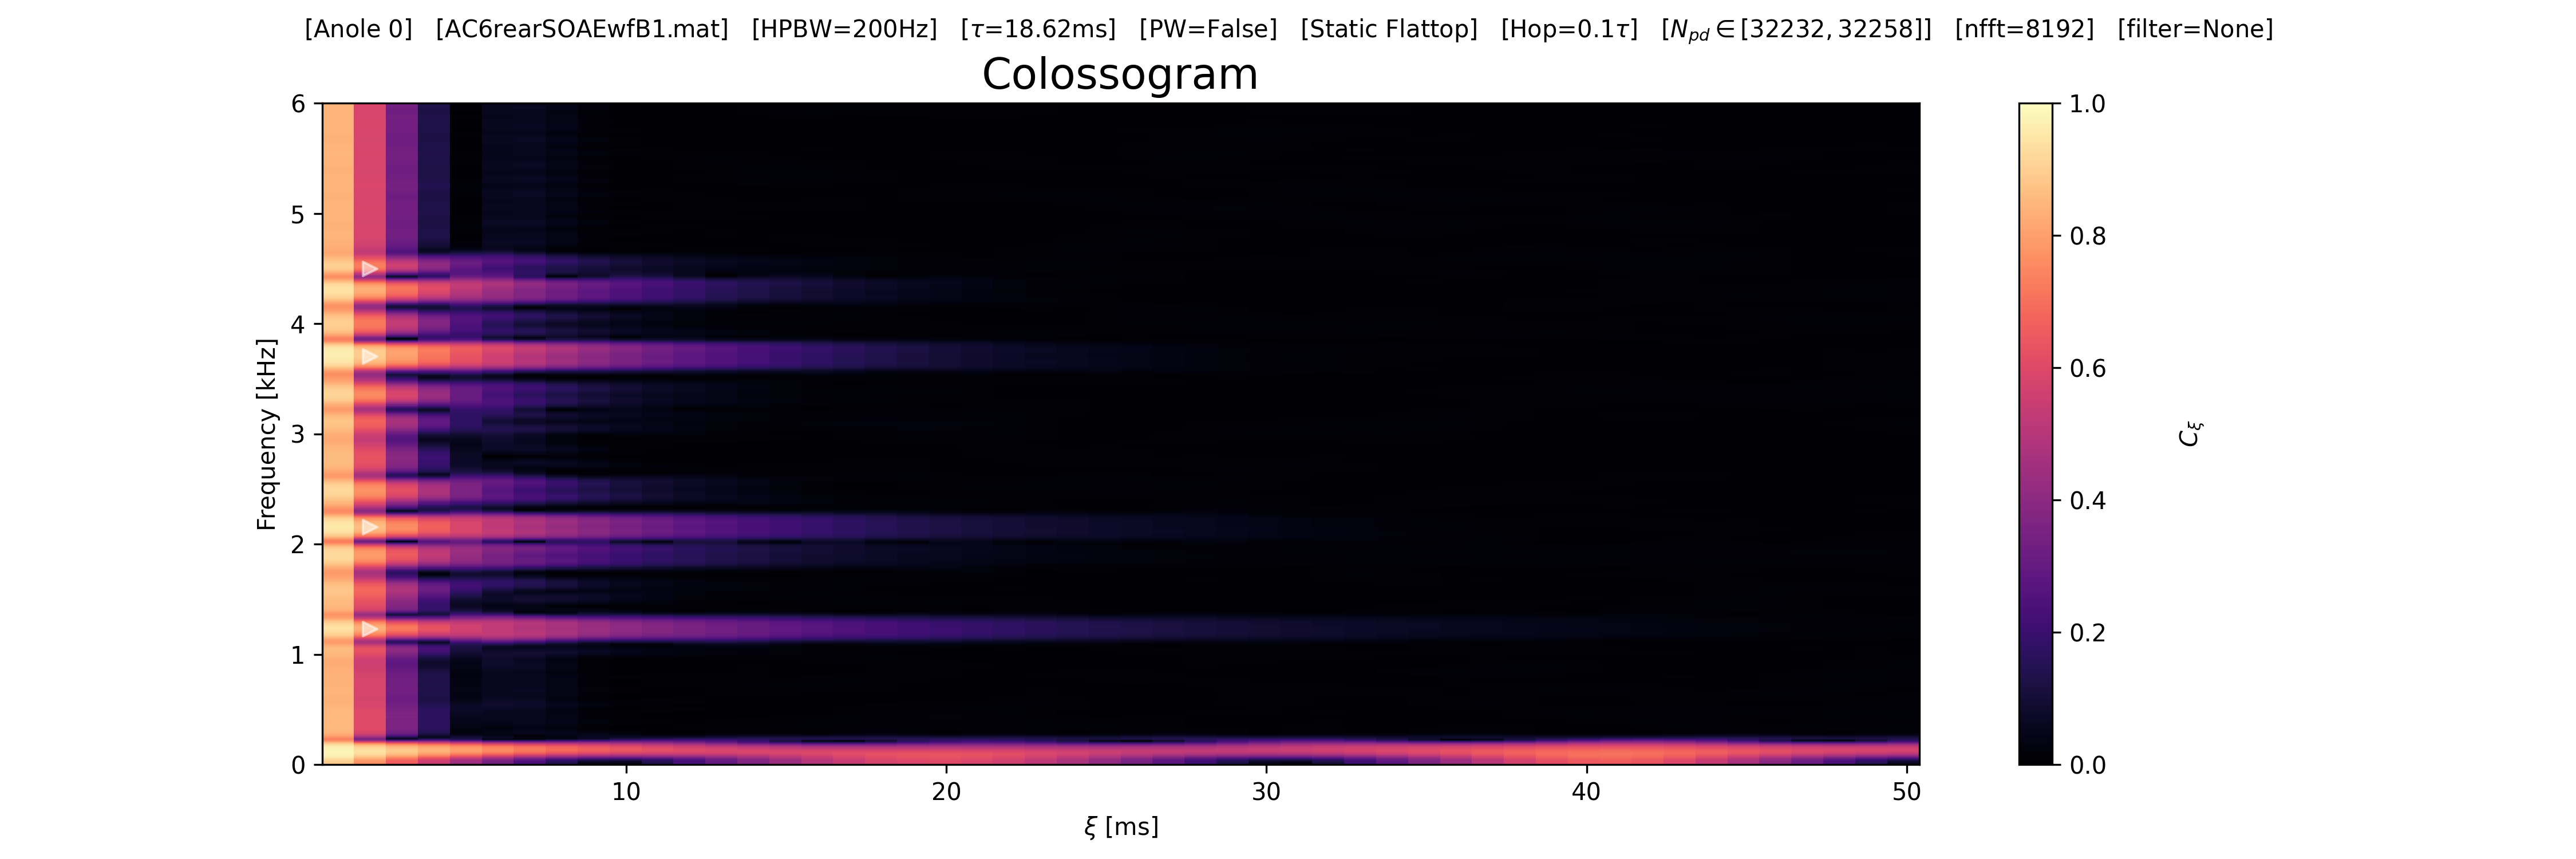 [Anole 0] [AC6rearSOAEwfB1.mat] [HPBW=200Hz] [τ=18.62ms] [PW=False] [Static Flattop] [Hop=0.1τ] [N_pd ∈ [32232, 32258]] [nfft=8192] [filter=None]
Colossogram
6
5
4
3
2
1
0
Frequency [kHz]
10 20 30 40 50
ξ [ms]
1.0
0.8
0.6
0.4
0.2
0.0
C_ξ